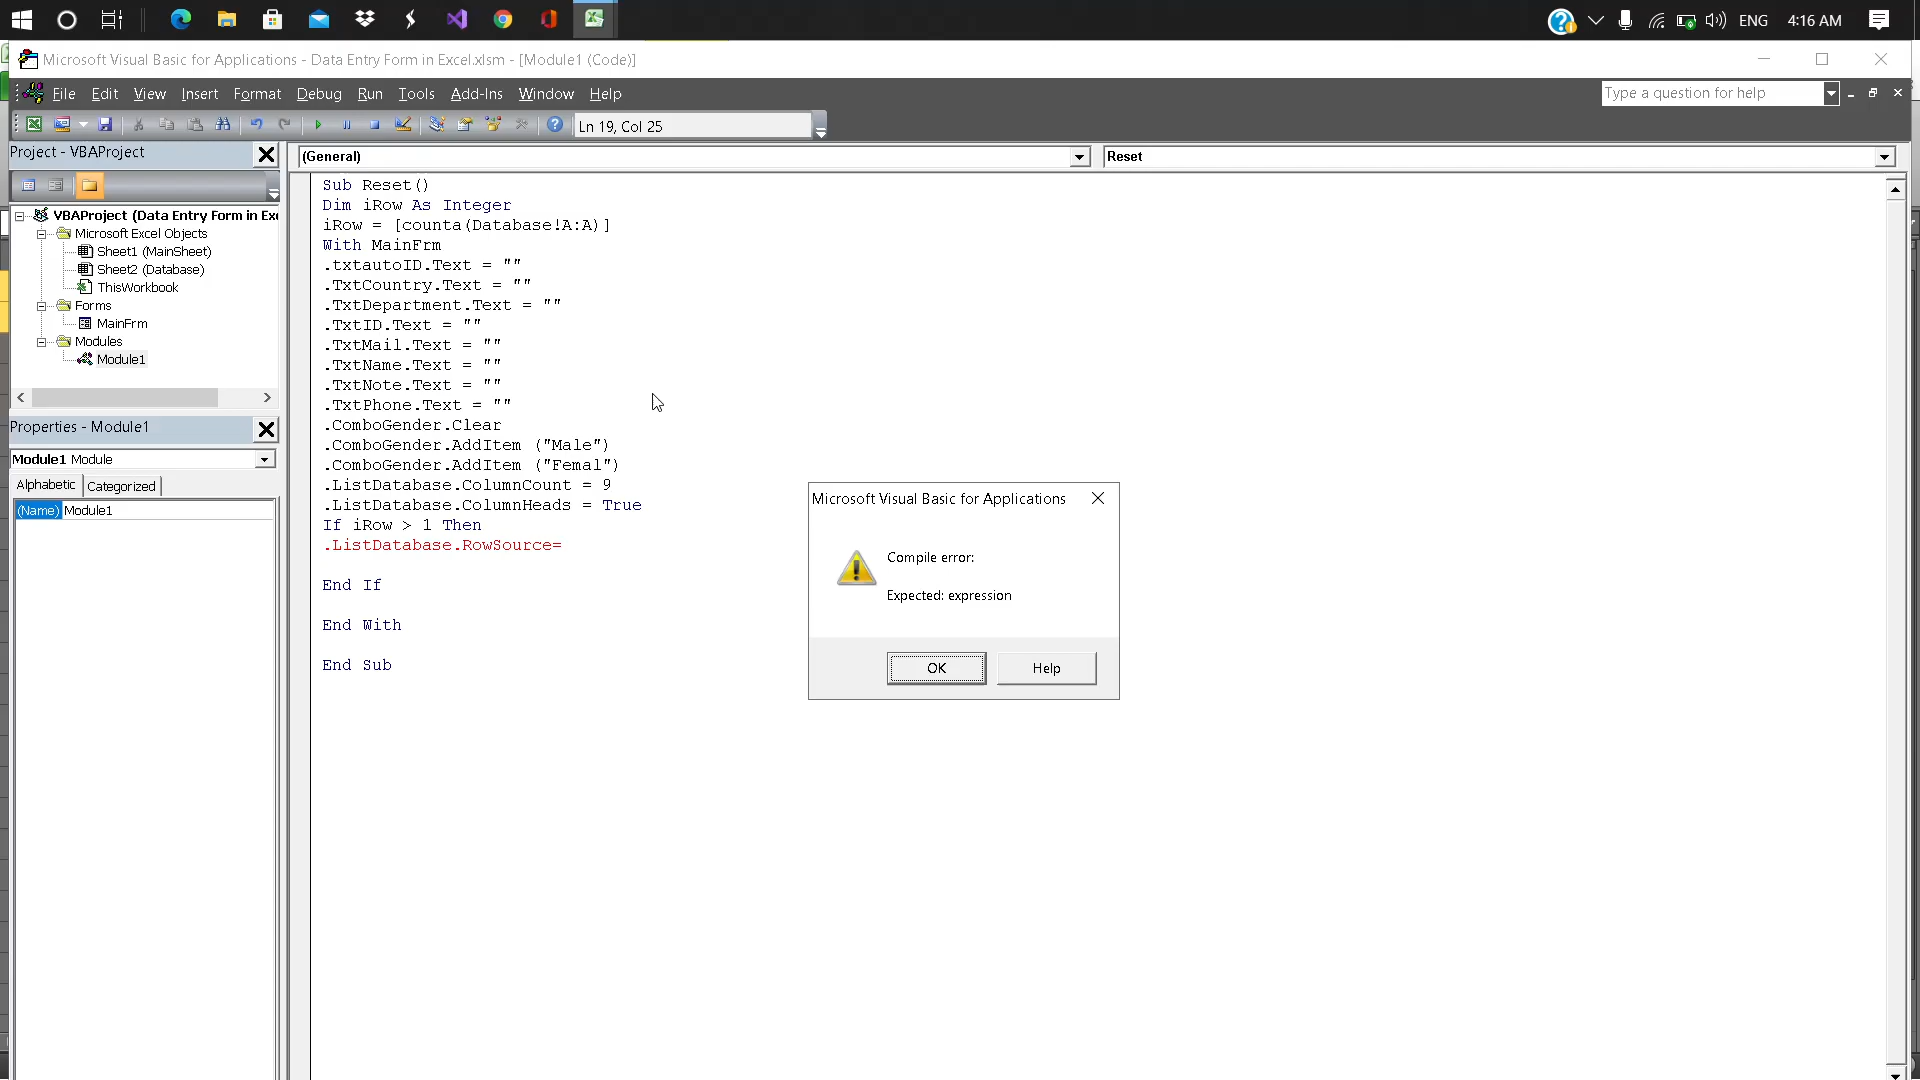 ENG
4:16 AM
Microsoft Visual Basic for Applications - Data Entry Form in Excel.xlsm - [Module1 (Code)]
File Edit View Insert Format Debug Run Tools Add-Ins Window Help
Type a question for help
Ln 19, Col 25
Project - VBAProject
(General)
Reset
VBAProject (Data Entry Form in Ex
Microsoft Excel Objects
Sheet1 (MainSheet)
Sheet2 (Database)
ThisWorkbook
Forms
MainFrm
Modules
Module1
Properties - Module1
Module1 Module
Alphabetic Categorized
(Name) Module1
Sub Reset()
Dim iRow As Integer
iRow = [counta(Database!A:A)]
With MainFrm
.txtautoID.Text = ""
.TxtCountry.Text = ""
.TxtDepartment.Text = ""
.TxtID.Text = ""
.TxtMail.Text = ""
.TxtName.Text = ""
.TxtNote.Text = ""
.TxtPhone.Text = ""
.ComboGender.Clear
.ComboGender.AddItem ("Male")
.ComboGender.AddItem ("Femal")
.ListDatabase.ColumnCount = 9
.ListDatabase.ColumnHeads = True
If iRow > 1 Then
.ListDatabase.RowSource=
End If
End With
End Sub
Microsoft Visual Basic for Applications
Compile error:
Expected: expression
OK
Help